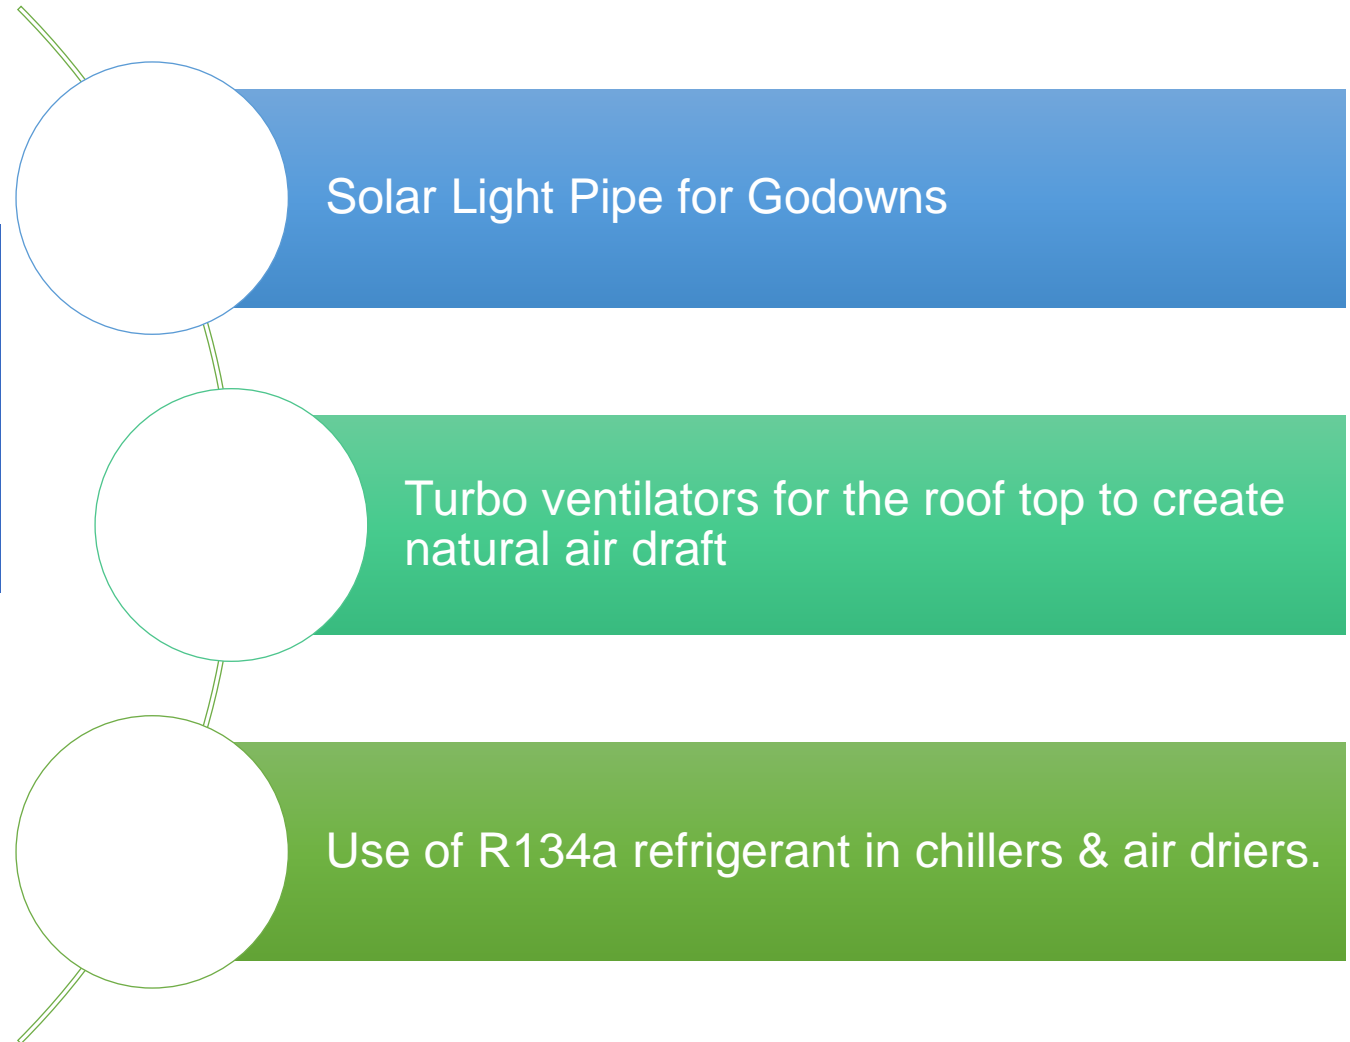 Solar Light Pipe for Godowns
Turbo ventilators for the roof top to create
natural air draft
Use of R134a refrigerant in chillers & air driers.